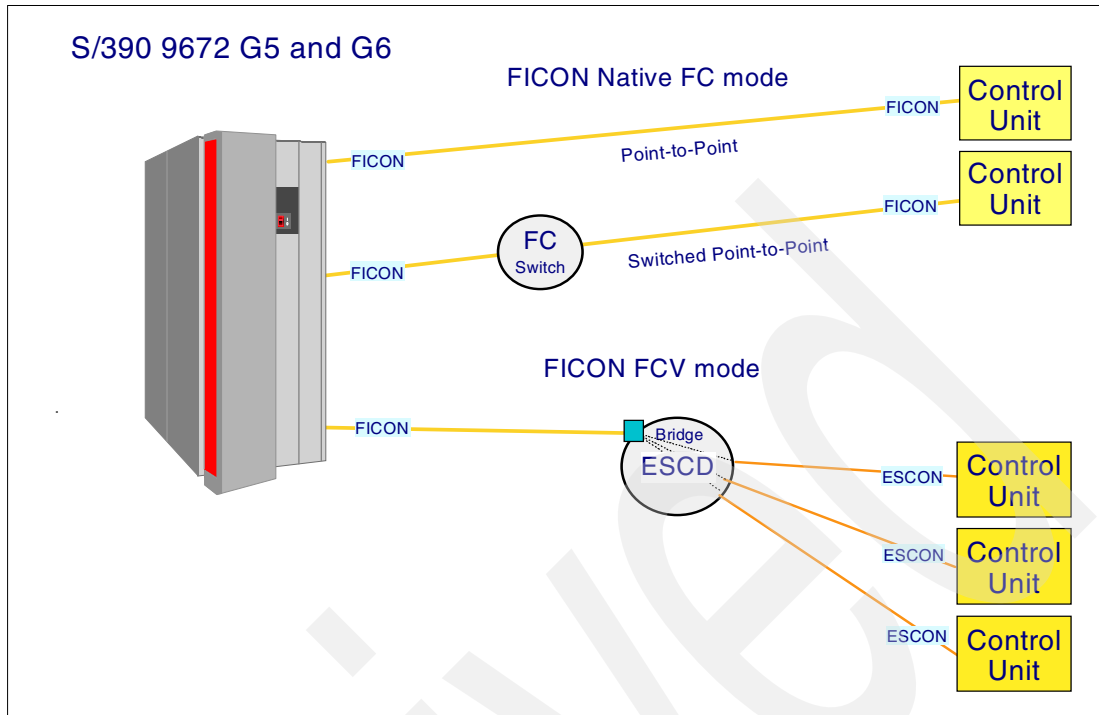 S/390 9672 G5 and G6
FICON Native FC mode
FICON
Control
Unit
FICON
Point-to-Point
FICON
Control
Unit
FC
Switch
Switched Point-to-Point
FICON
FICON FCV mode
FICON
Bridge
ESCD
ESCON
Control
Unit
ESCON
Control
Unit
ESCON
Control
Unit